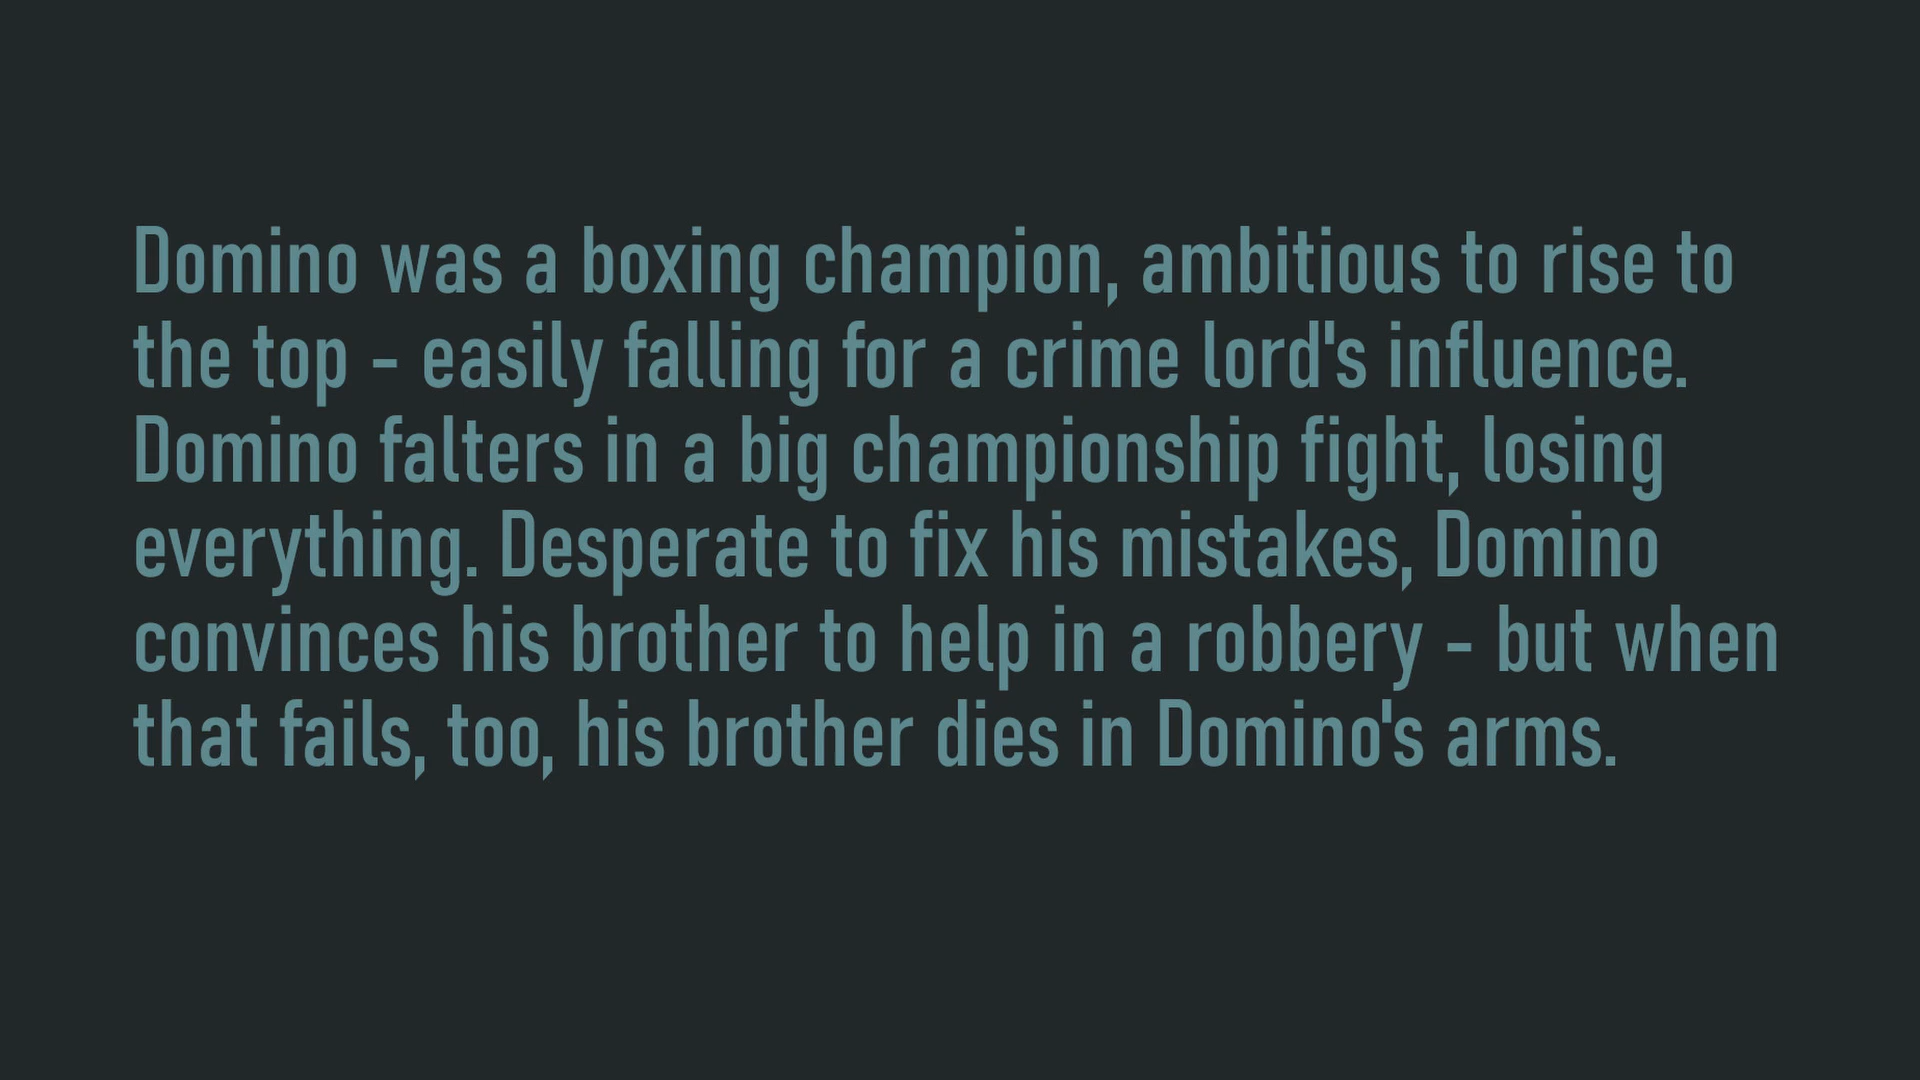 Domino was a boxing champion, ambitious to rise to
the top - easily falling for a crime lord's influence.
Domino falters in a big championship fight, losing
everything. Desperate to fix his mistakes, Domino
convinces his brother to help in a robbery - but when
that fails, too, his brother dies in Domino's arms.